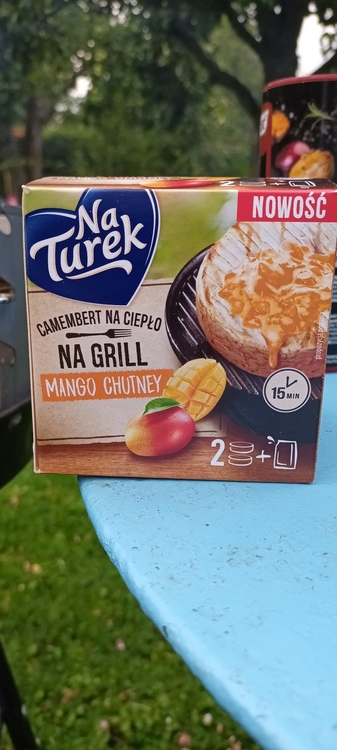 NOWOŚĆ
Na
Turek
CAMEMBERT NA CIEPŁO
NA GRILL
MANGO CHUTNEY
15 MIN
2 +